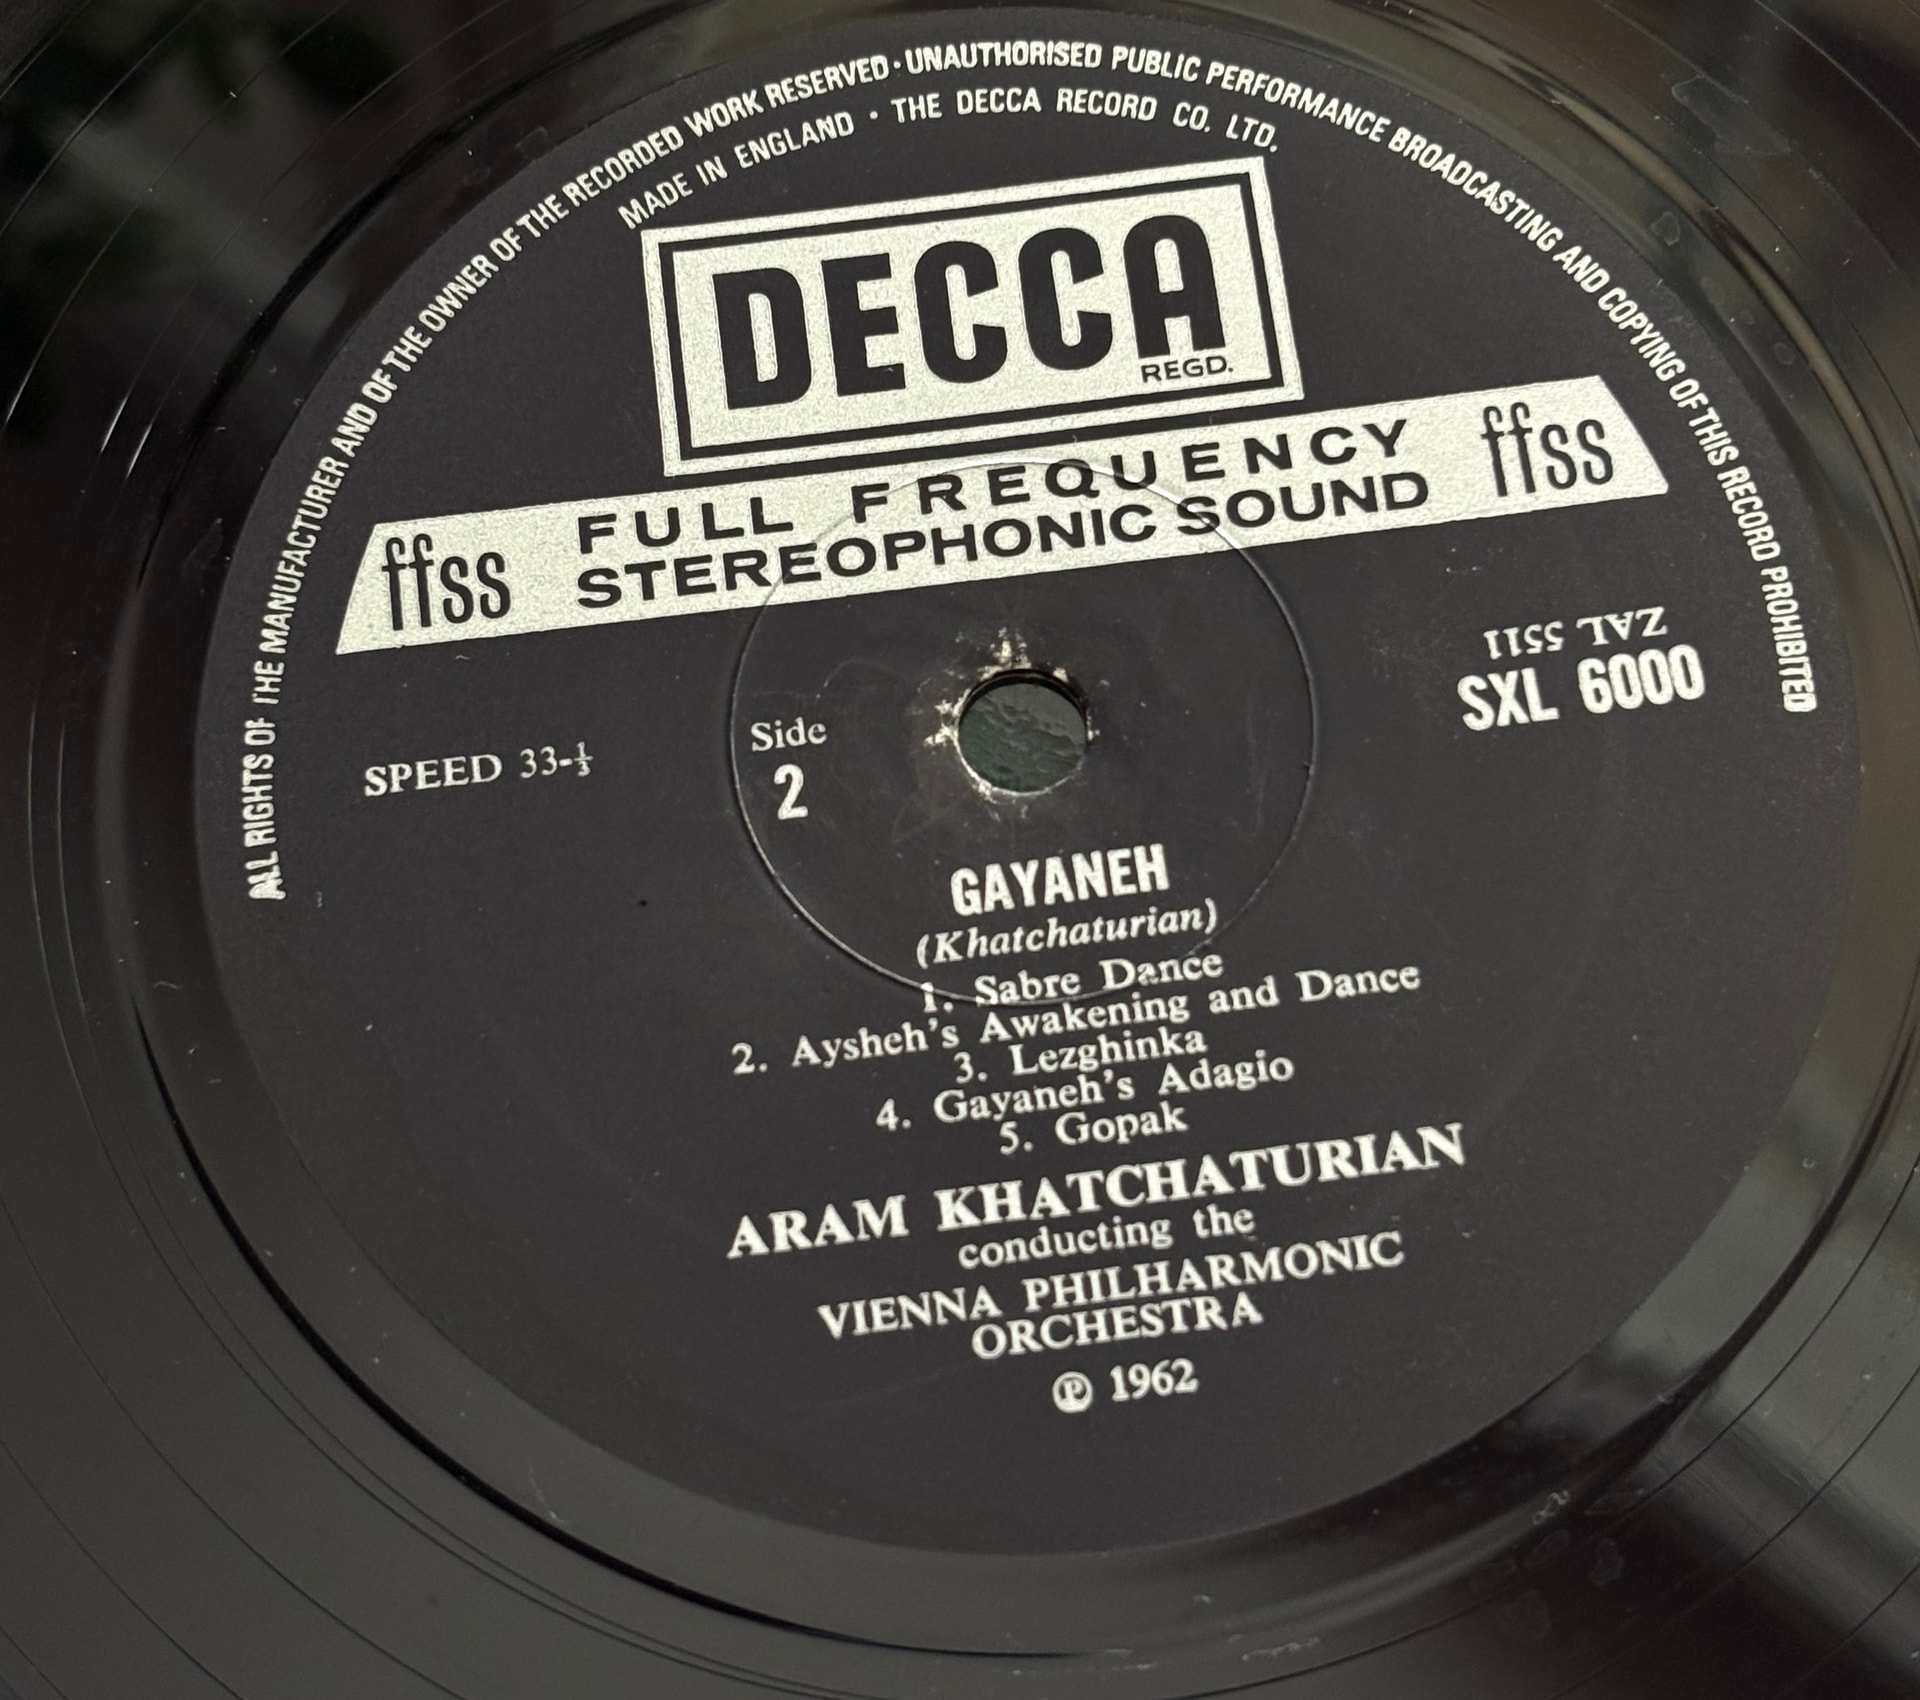 ALL RIGHTS OF THE MANUFACTURER AND OF THE OWNER OF THE RECORDED WORK RESERVED · UNAUTHORISED PUBLIC PERFORMANCE BROADCASTING AND COPYING OF THIS RECORD PROHIBITED
MADE IN ENGLAND · THE DECCA RECORD CO. LTD.
DECCA
REGD.
ffss FULL FREQUENCY ffss
STEREOPHONIC SOUND
ZAL 5511
SXL 6000
SPEED 33-⅓
Side
2
GAYANEH
(Khatchaturian)
1. Sabre Dance
2. Aysheh's Awakening and Dance
3. Lezghinka
4. Gayaneh's Adagio
5. Gopak
ARAM KHATCHATURIAN
conducting the
VIENNA PHILHARMONIC
ORCHESTRA
℗ 1962